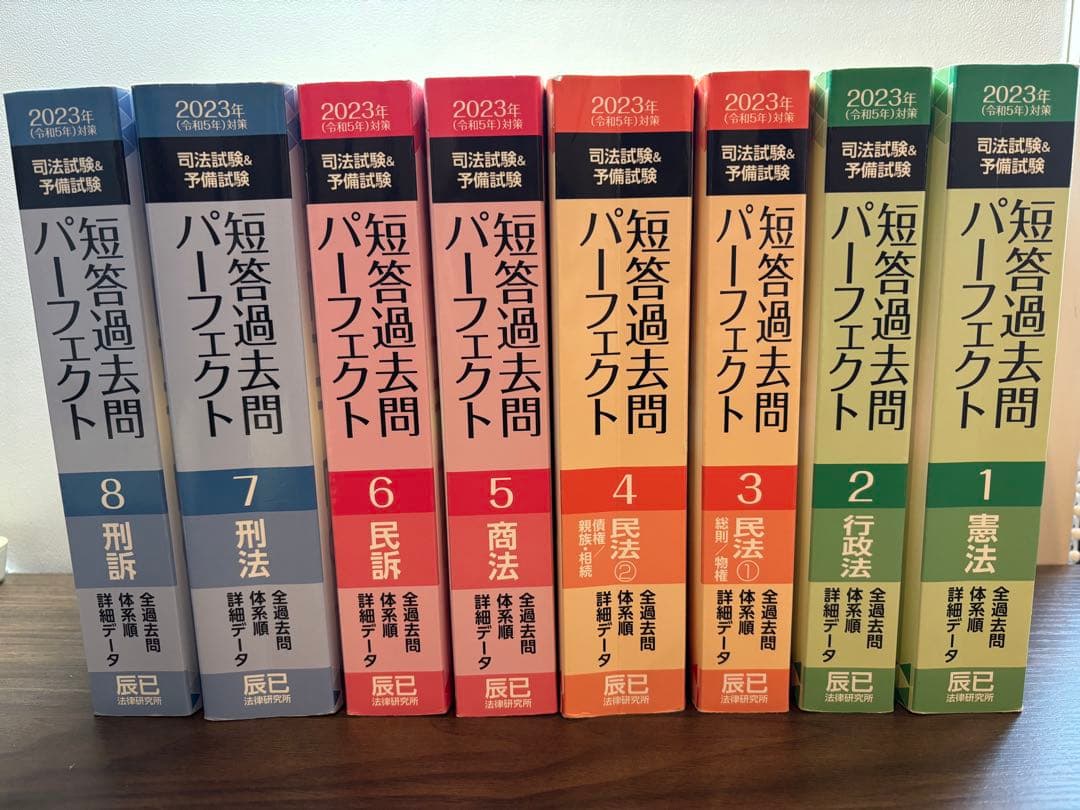 2023年
(令和5年)対策
司法試験&
予備試験
短答過去問
パーフェクト
8
刑訴
全過去問
体系順
詳細データ
辰已
法律研究所
2023年
(令和5年)対策
司法試験&
予備試験
短答過去問
パーフェクト
7
刑法
全過去問
体系順
詳細データ
辰已
法律研究所
2023年
(令和5年)対策
司法試験&
予備試験
短答過去問
パーフェクト
6
民訴
全過去問
体系順
詳細データ
辰已
法律研究所
2023年
(令和5年)対策
司法試験&
予備試験
短答過去問
パーフェクト
5
商法
全過去問
体系順
詳細データ
辰已
法律研究所
2023年
(令和5年)対策
司法試験&
予備試験
短答過去問
パーフェクト
4
民法②
債権/
親族・相続
全過去問
体系順
詳細データ
辰已
法律研究所
2023年
(令和5年)対策
司法試験&
予備試験
短答過去問
パーフェクト
3
民法①
総則/物権
全過去問
体系順
詳細データ
辰已
法律研究所
2023年
(令和5年)対策
司法試験&
予備試験
短答過去問
パーフェクト
2
行政法
全過去問
体系順
詳細データ
辰已
法律研究所
2023年
(令和5年)対策
司法試験&
予備試験
短答過去問
パーフェクト
1
憲法
全過去問
体系順
詳細データ
辰已
法律研究所